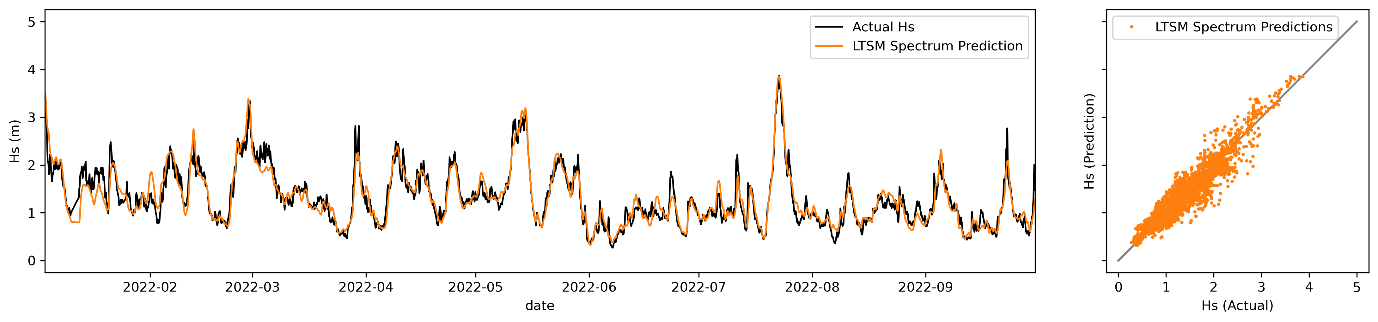 5
4
3
2
1
0
Hs (m)
Actual Hs
LTSM Spectrum Prediction
2022-02
2022-03
2022-04
2022-05
2022-06
2022-07
2022-08
2022-09
date
LTSM Spectrum Predictions
Hs (Prediction)
0
1
2
3
4
5
Hs (Actual)